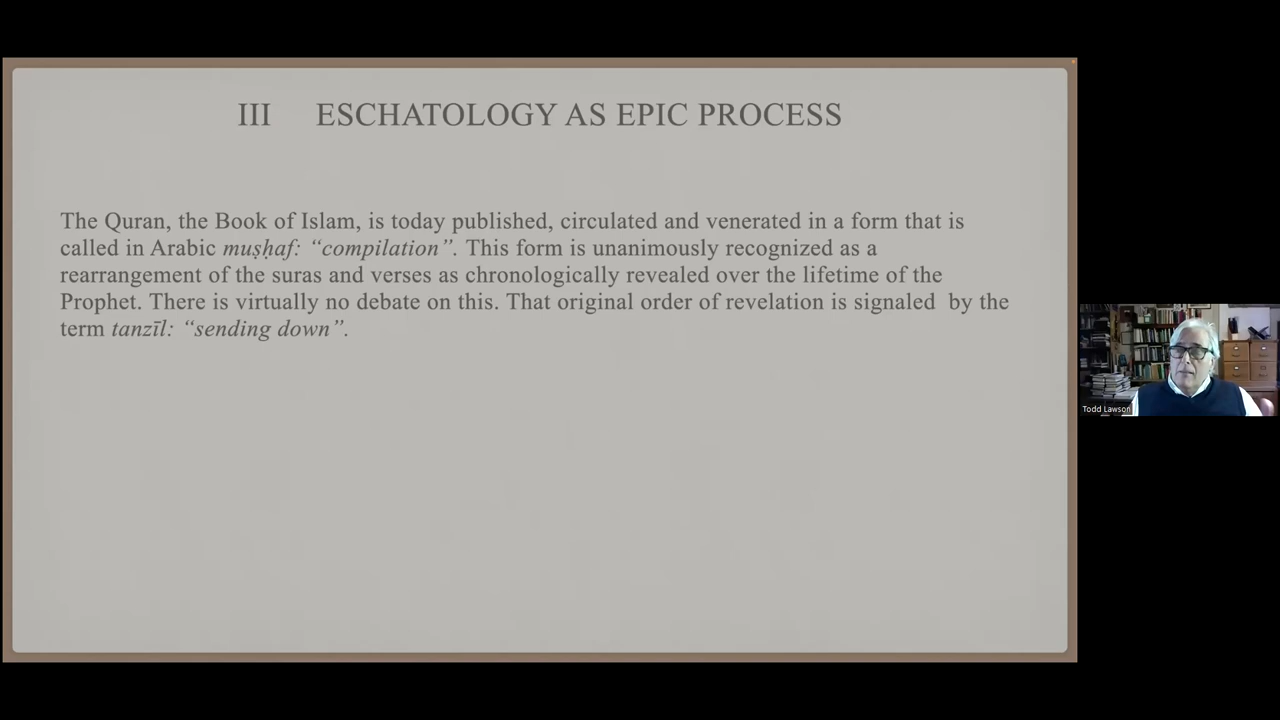 III ESCHATOLOGY AS EPIC PROCESS
The Quran, the Book of Islam, is today published, circulated and venerated in a form that is
called in Arabic muṣḥaf: “compilation”. This form is unanimously recognized as a
rearrangement of the suras and verses as chronologically revealed over the lifetime of the
Prophet. There is virtually no debate on this. That original order of revelation is signaled by the
term tanzīl: “sending down”.
Todd Lawson